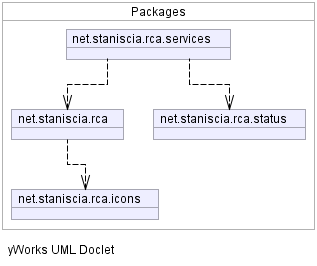 Packages
net.staniscia.rca.services
net.staniscia.rca
net.staniscia.rca.status
net.staniscia.rca.icons
yWorks UML Doclet